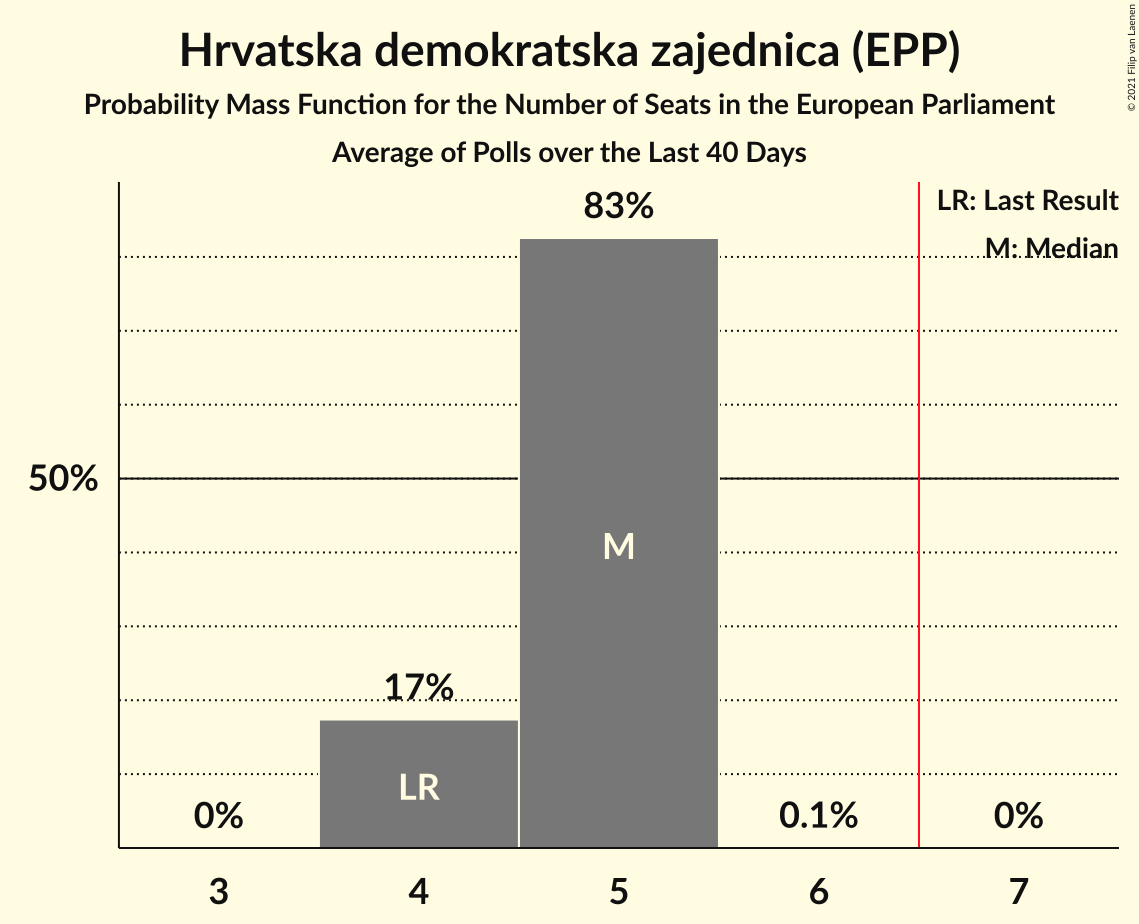 Hrvatska demokratska zajednica (EPP)
Probability Mass Function for the Number of Seats in the European Parliament
Average of Polls over the Last 40 Days
© 2021 Filip van Laenen
LR: Last Result
M: Median
83%
50%
M
17%
LR
0%
0.1%
0%
3 4 5 6 7